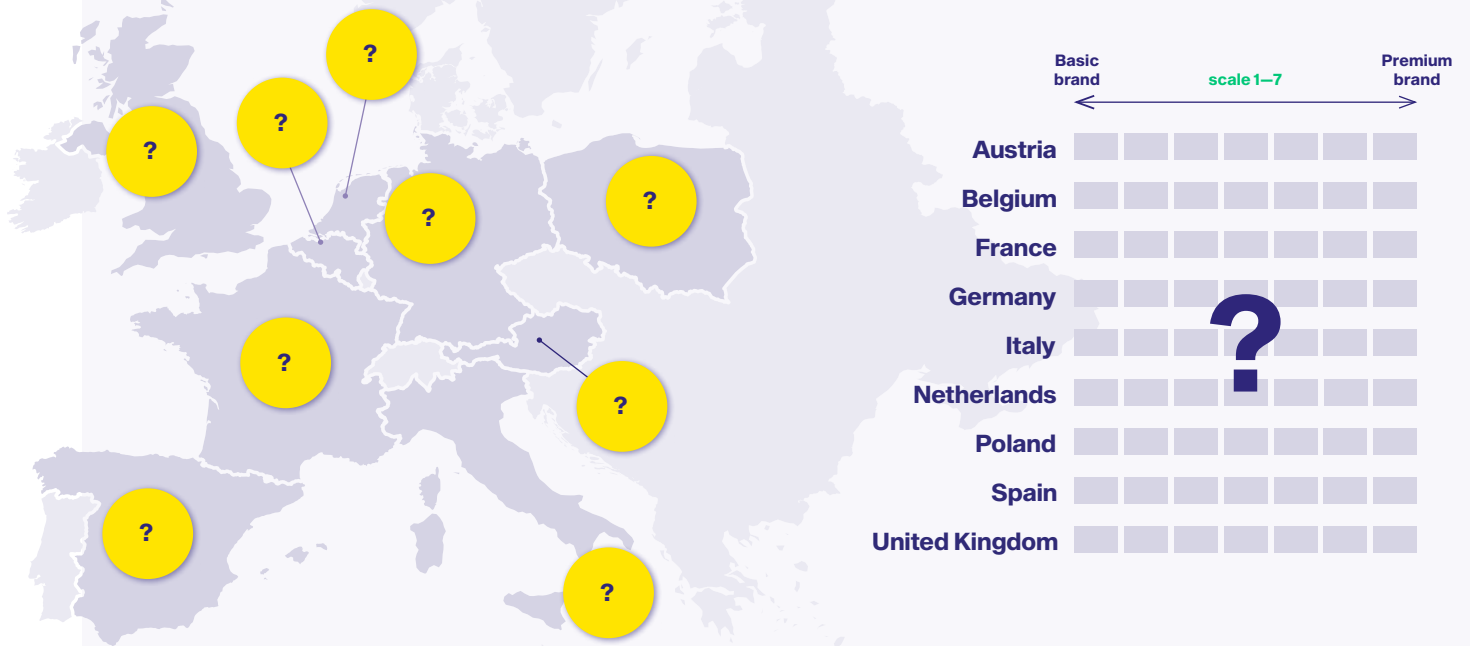 ?
?
?
?
?
?
?
?
?
Basic
brand
scale 1—7
Premium
brand
Austria
Belgium
France
Germany
Italy
Netherlands
Poland
Spain
United Kingdom
?